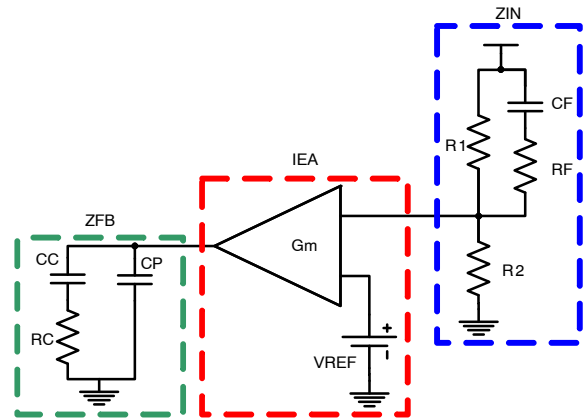 ZIN
CF
R1
RF
IEA
Gm
ZFB
CC
CP
R2
+
RC
VREF
-